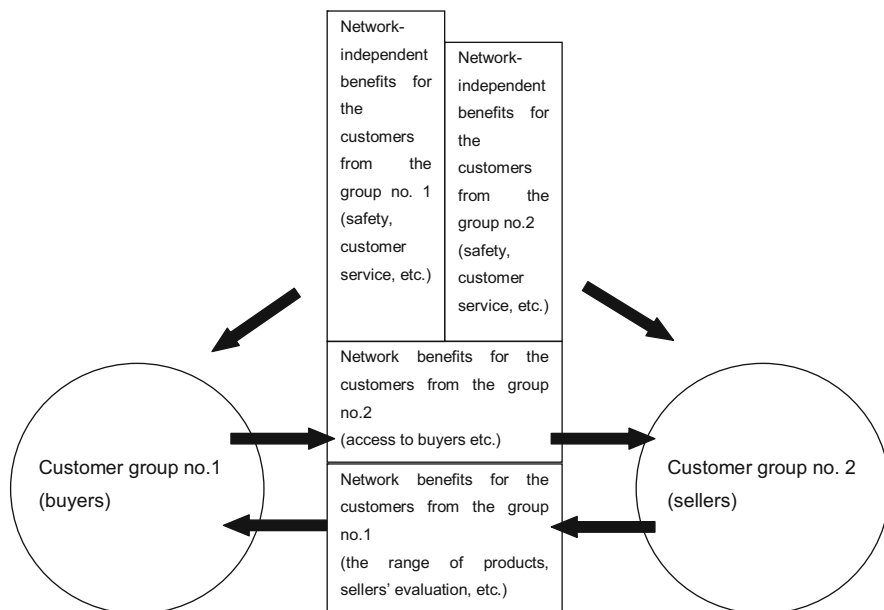 Network-
independent
benefits for
the
customers
from the
group no. 1
(safety,
customer
service, etc.)
Network-
independent
benefits for
the
customers
from the
group no.2
(safety,
customer
service, etc.)
Network benefits for the
customers from the group
no.2
(access to buyers etc.)
Customer group no.1
(buyers)
Customer group no. 2
(sellers)
Network benefits for the
customers from the group
no.1
(the range of products,
sellers' evaluation, etc.)